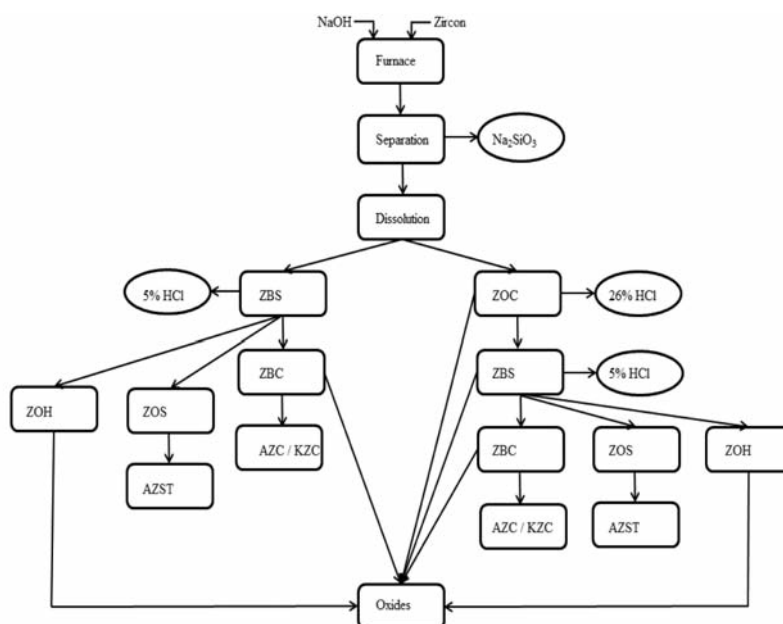 NaOH
Zircon
Furnace
Separation
Na₂SiO₃
Dissolution
5% HCl
ZBS
ZOC
26% HCl
ZBC
ZBS
5% HCl
ZOH
ZOS
AZC / KZC
ZBC
ZOS
ZOH
AZST
AZC / KZC
AZST
Oxides